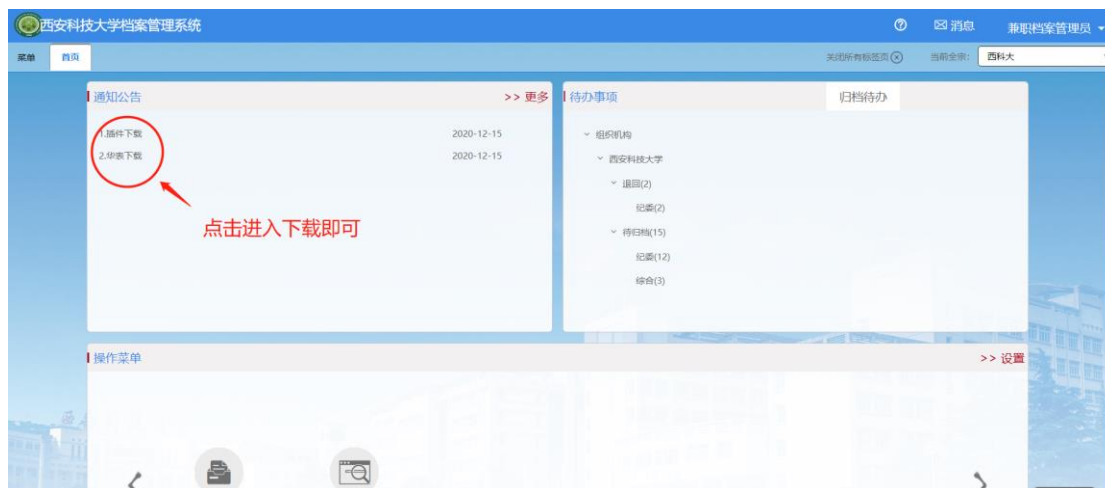 西安科技大学档案管理系统
消息
兼职档案管理员
菜单
首页
关闭所有标签页
当前全宗:
西科大
通知公告
>> 更多
1.插件下载
2020-12-15
2.华表下载
2020-12-15
点击进入下载即可
待办事项
归档待办
组织机构
西安科技大学
退回(2)
纪委(2)
待归档(15)
纪委(12)
综合(3)
操作菜单
>> 设置